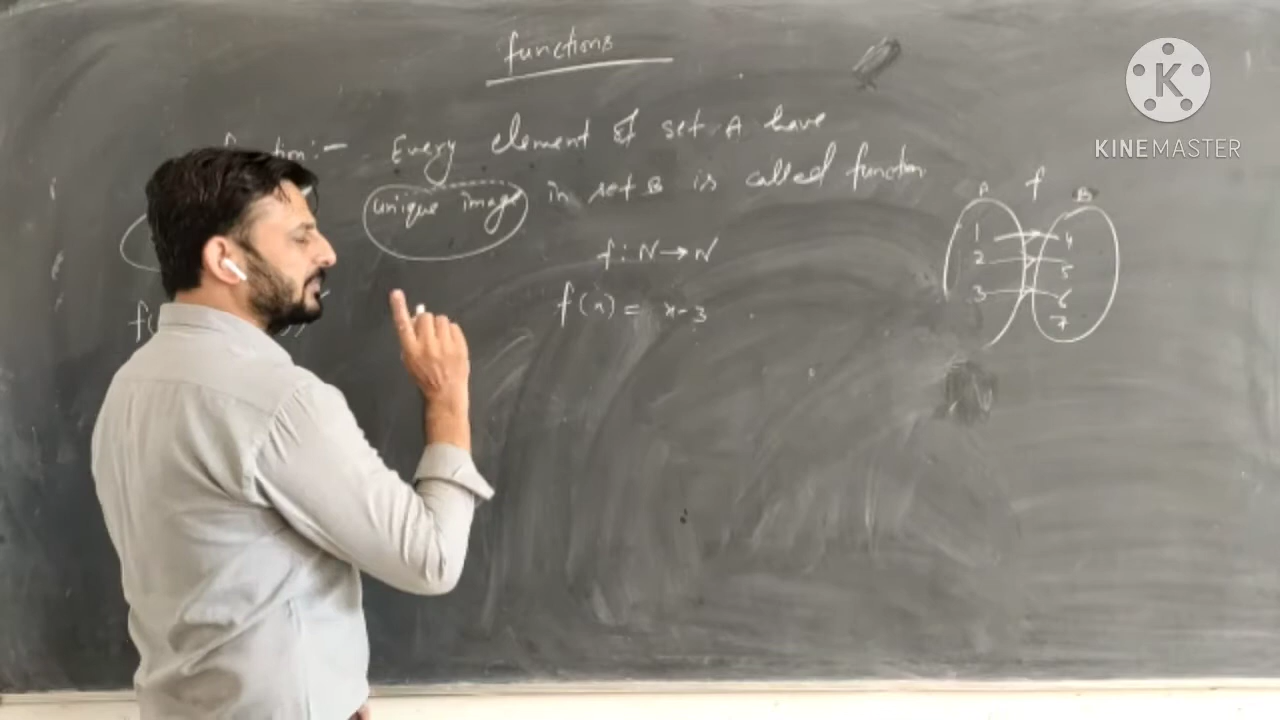 functions
:- Every element of set A have
unique image in set B is called function
f : N → N
f(x) = x-3
f(
A f B
1 4
2 5
3 6
7
K
KINEMASTER